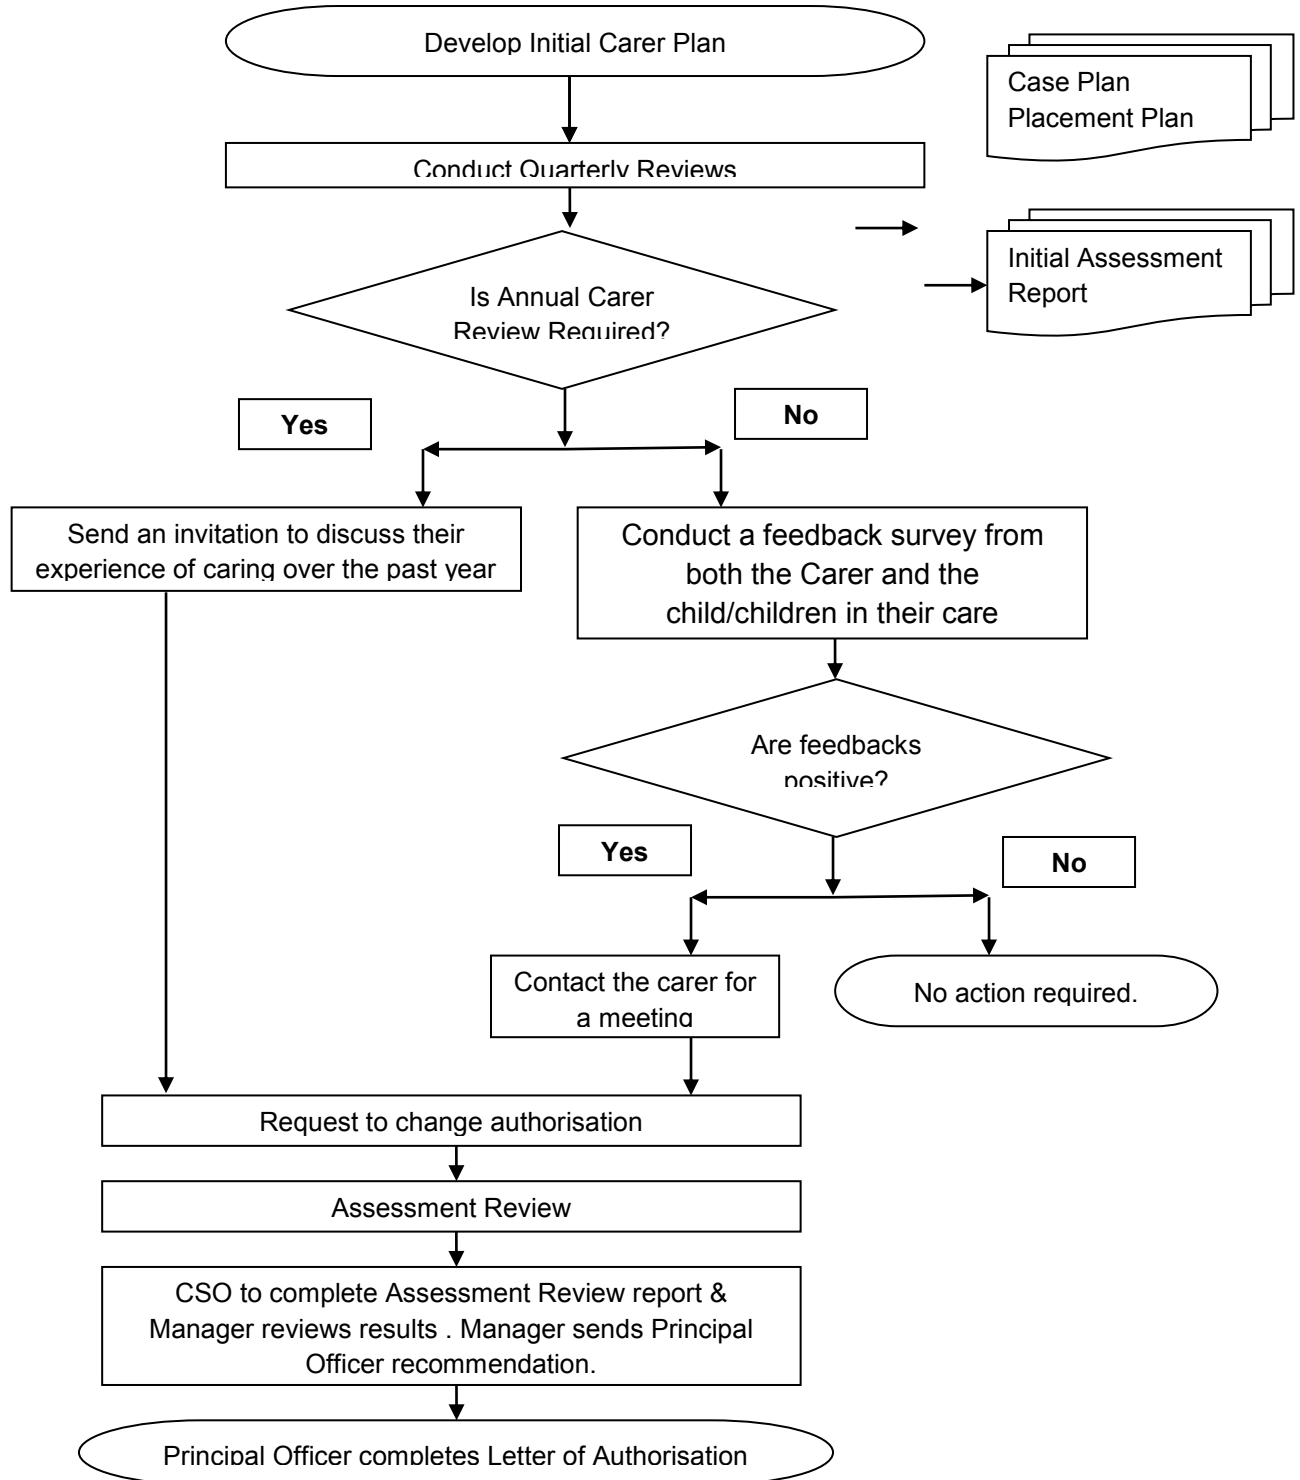 Develop Initial Carer Plan
Case Plan
Placement Plan
Conduct Quarterly Reviews
Initial Assessment
Report
Is Annual Carer
Review Required?
Yes
No
Send an invitation to discuss their
experience of caring over the past year
Conduct a feedback survey from
both the Carer and the
child/children in their care
Are feedbacks
positive?
Yes
No
Contact the carer for
a meeting
No action required.
Request to change authorisation
Assessment Review
CSO to complete Assessment Review report &
Manager reviews results . Manager sends Principal
Officer recommendation.
Principal Officer completes Letter of Authorisation